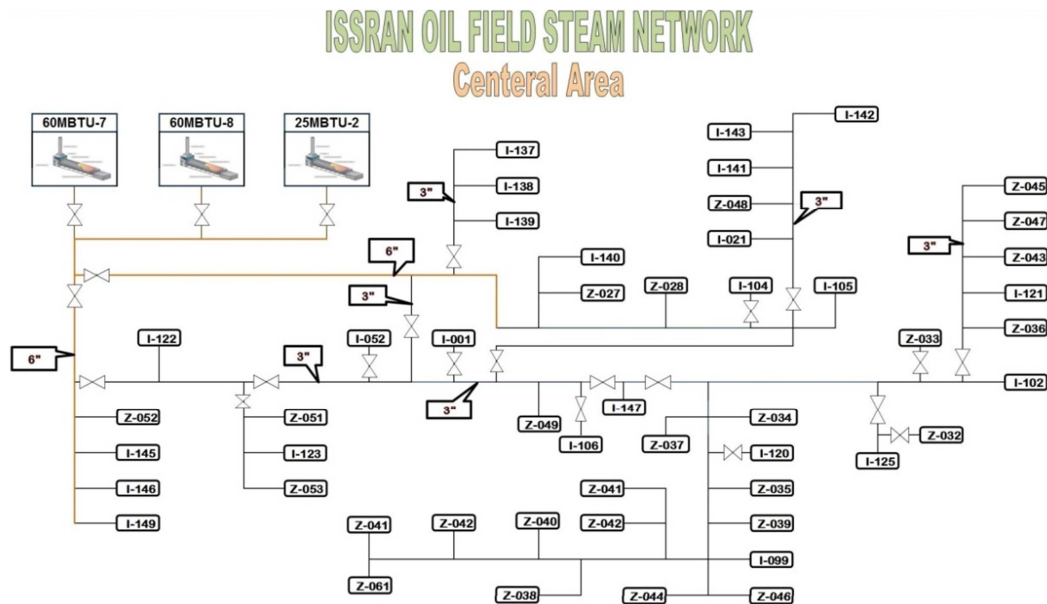 ISSRAN OIL FIELD STEAM NETWORK
Centeral Area
60MBTU-7
60MBTU-8
25MBTU-2
I-137
I-138
I-139
3"
I-142
I-143
I-141
Z-048
I-021
3"
Z-045
Z-047
Z-043
I-121
Z-036
3"
6"
3"
I-140
Z-027
Z-028
I-104
I-105
6"
I-122
3"
I-052
I-001
3"
Z-033
I-102
Z-052
I-145
I-146
I-149
Z-051
I-123
Z-053
Z-049
I-106
I-147
Z-034
Z-037
I-120
Z-035
Z-039
I-099
Z-046
Z-044
Z-032
I-125
Z-041
Z-042
Z-041
Z-042
Z-040
Z-061
Z-038